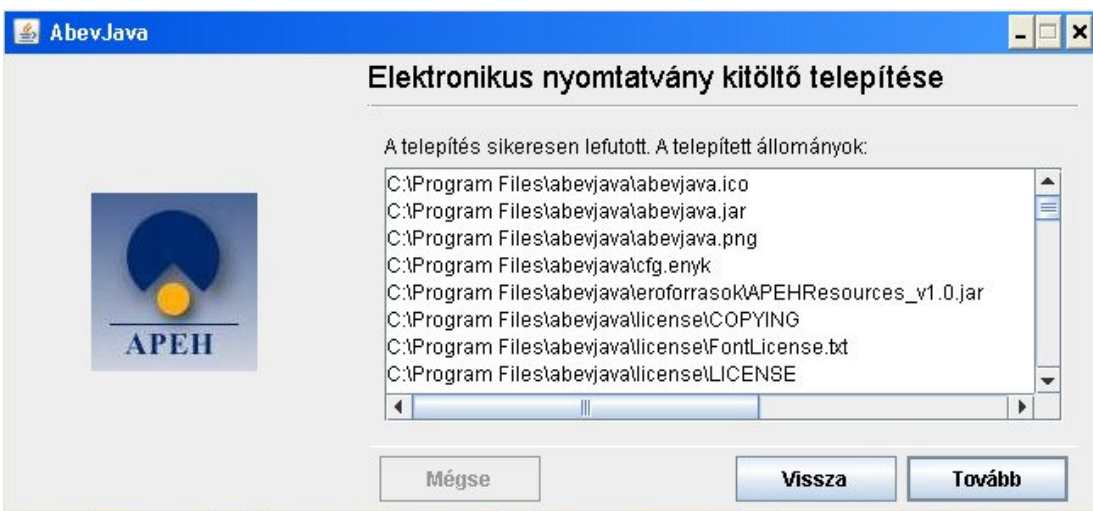 AbevJava
Elektronikus nyomtatvány kitöltő telepítése
A telepítés sikeresen lefutott. A telepített állományok:
C:\Program Files\abevjava\abevjava.ico
C:\Program Files\abevjava\abevjava.jar
C:\Program Files\abevjava\abevjava.png
C:\Program Files\abevjava\cfg.enyk
C:\Program Files\abevjava\eroforrasok\APEHResources_v1.0.jar
C:\Program Files\abevjava\license\COPYING
C:\Program Files\abevjava\license\FontLicense.txt
C:\Program Files\abevjava\license\LICENSE
APEH
Mégse
Vissza
Tovább